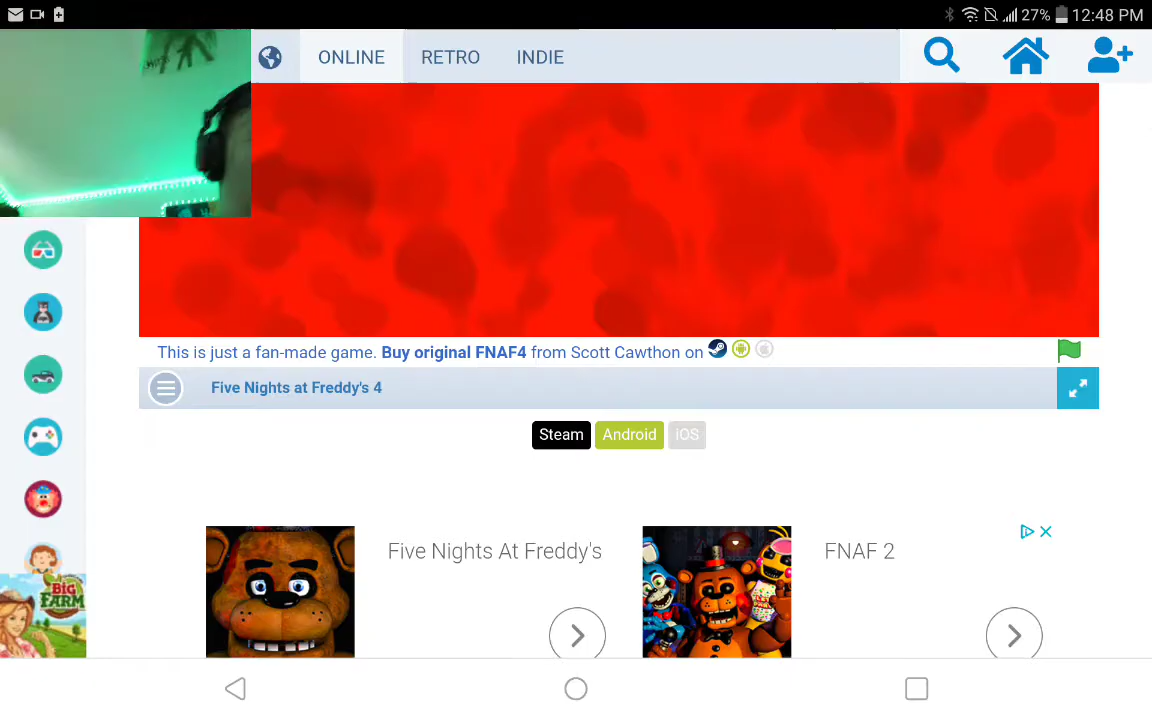 27% 12:48 PM
ONLINE RETRO INDIE
This is just a fan-made game. Buy original FNAF4 from Scott Cawthon on
Five Nights at Freddy's 4
Steam Android iOS
Five Nights At Freddy's
FNAF 2
BIG
FARM